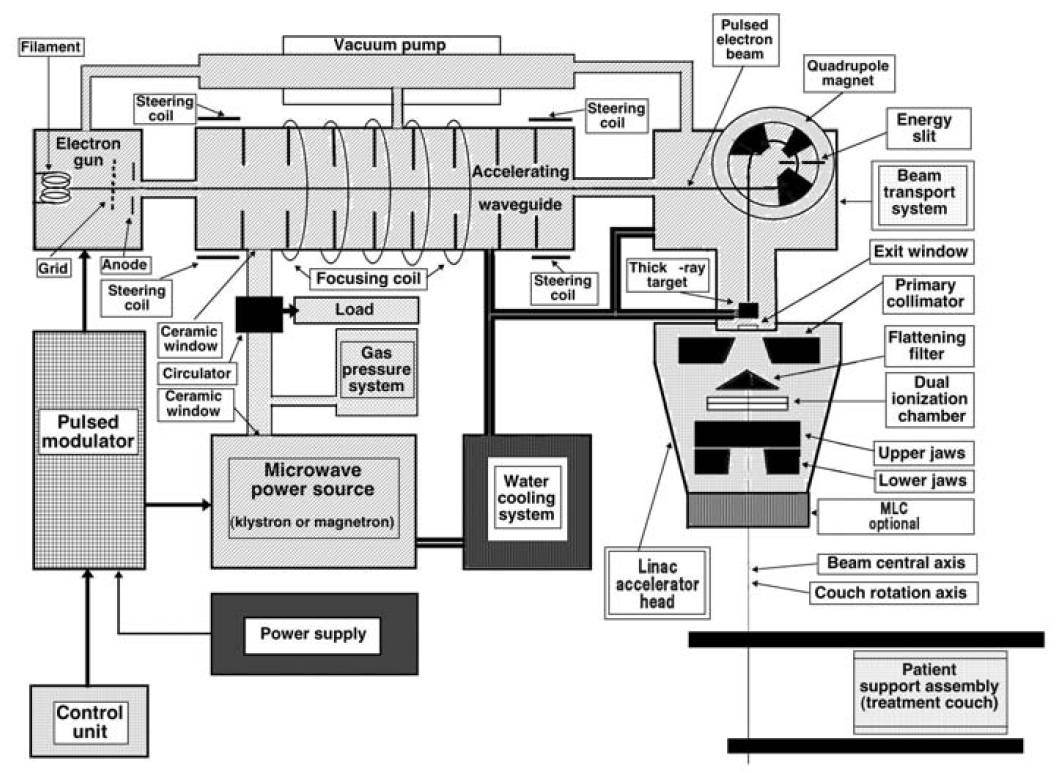 Filament
Vacuum pump
Pulsed
electron
beam
Quadrupole
magnet
Steering
coil
Steering
coil
Energy
slit
Electron
gun
Accelerating
waveguide
Beam
transport
system
Grid
Anode
Steering
coil
Focusing coil
Steering
coil
Thick -ray
target
Exit window
Primary
collimator
Load
Ceramic
window
Circulator
Gas
pressure
system
Flattening
filter
Ceramic
window
Dual
ionization
chamber
Pulsed
modulator
Upper jaws
Lower jaws
Microwave
power source
(klystron or magnetron)
Water
cooling
system
MLC
optional
Linac
accelerator
head
Beam central axis
Couch rotation axis
Power supply
Patient
support assembly
(treatment couch)
Control
unit